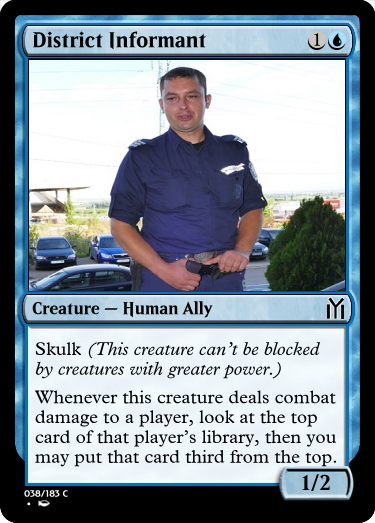 District Informant 1
Creature — Human Ally
Skulk (This creature can't be blocked
by creatures with greater power.)
Whenever this creature deals combat
damage to a player, look at the top
card of that player's library, then you
may put that card third from the top.
1/2
038/183 C